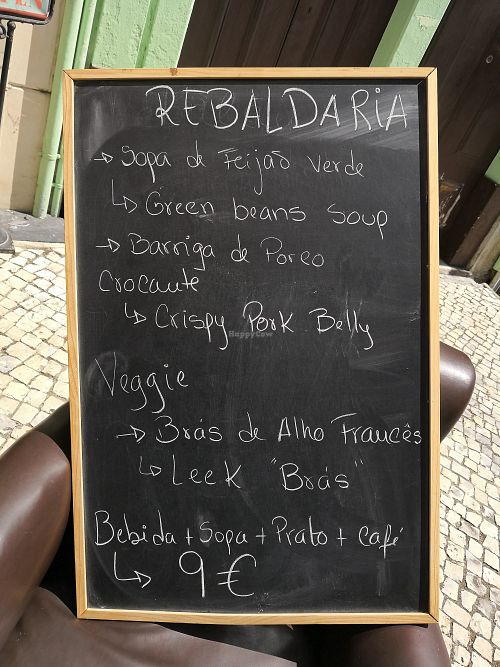 REBALDARIA
→ Sopa de Feijão verde
↳ Green beans soup
→ Barriga de Porco
crocante
↳ Crispy Pork Belly
Veggie
→ Brás de Alho Francês
↳ Leek "Brás"
Bebida + Sopa + Prato + café
↳ 9 €
HappyCow